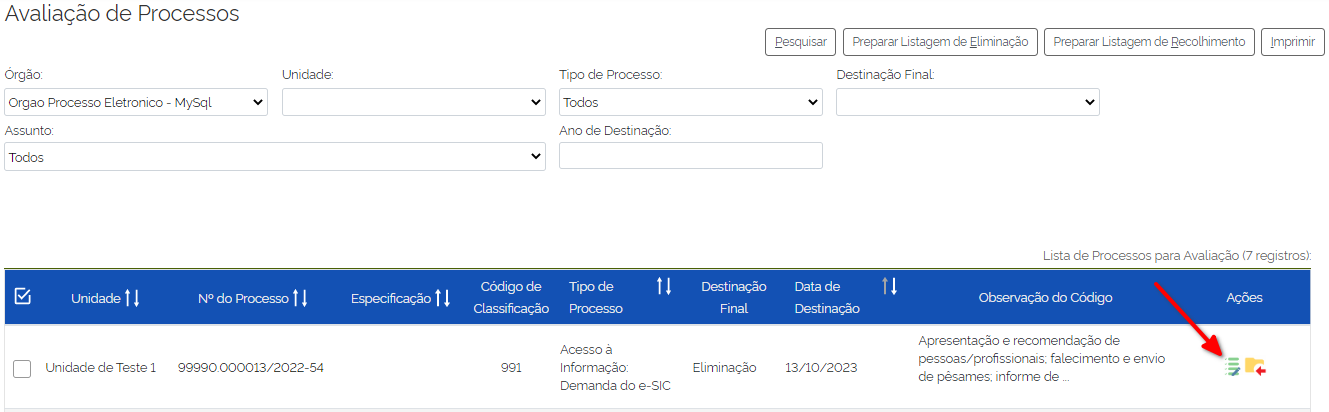 Avaliação de Processos
Pesquisar
Preparar Listagem de Eliminação
Preparar Listagem de Recolhimento
Imprimir
Órgão:
Unidade:
Tipo de Processo:
Destinação Final:
Orgao Processo Eletronico - MySql
Todos
Assunto:
Ano de Destinação:
Todos
Lista de Processos para Avaliação (7 registros):
Unidade
Nº do Processo
Especificação
Código de
Classificação
Tipo de
Processo
Destinação
Final
Data de
Destinação
Observação do Código
Ações
Unidade de Teste 1
99990.000013/2022-54
991
Acesso à
Informação:
Demanda do e-SIC
Eliminação
13/10/2023
Apresentação e recomendação de
pessoas/profissionais; falecimento e envio
de pêsames; informe de ...